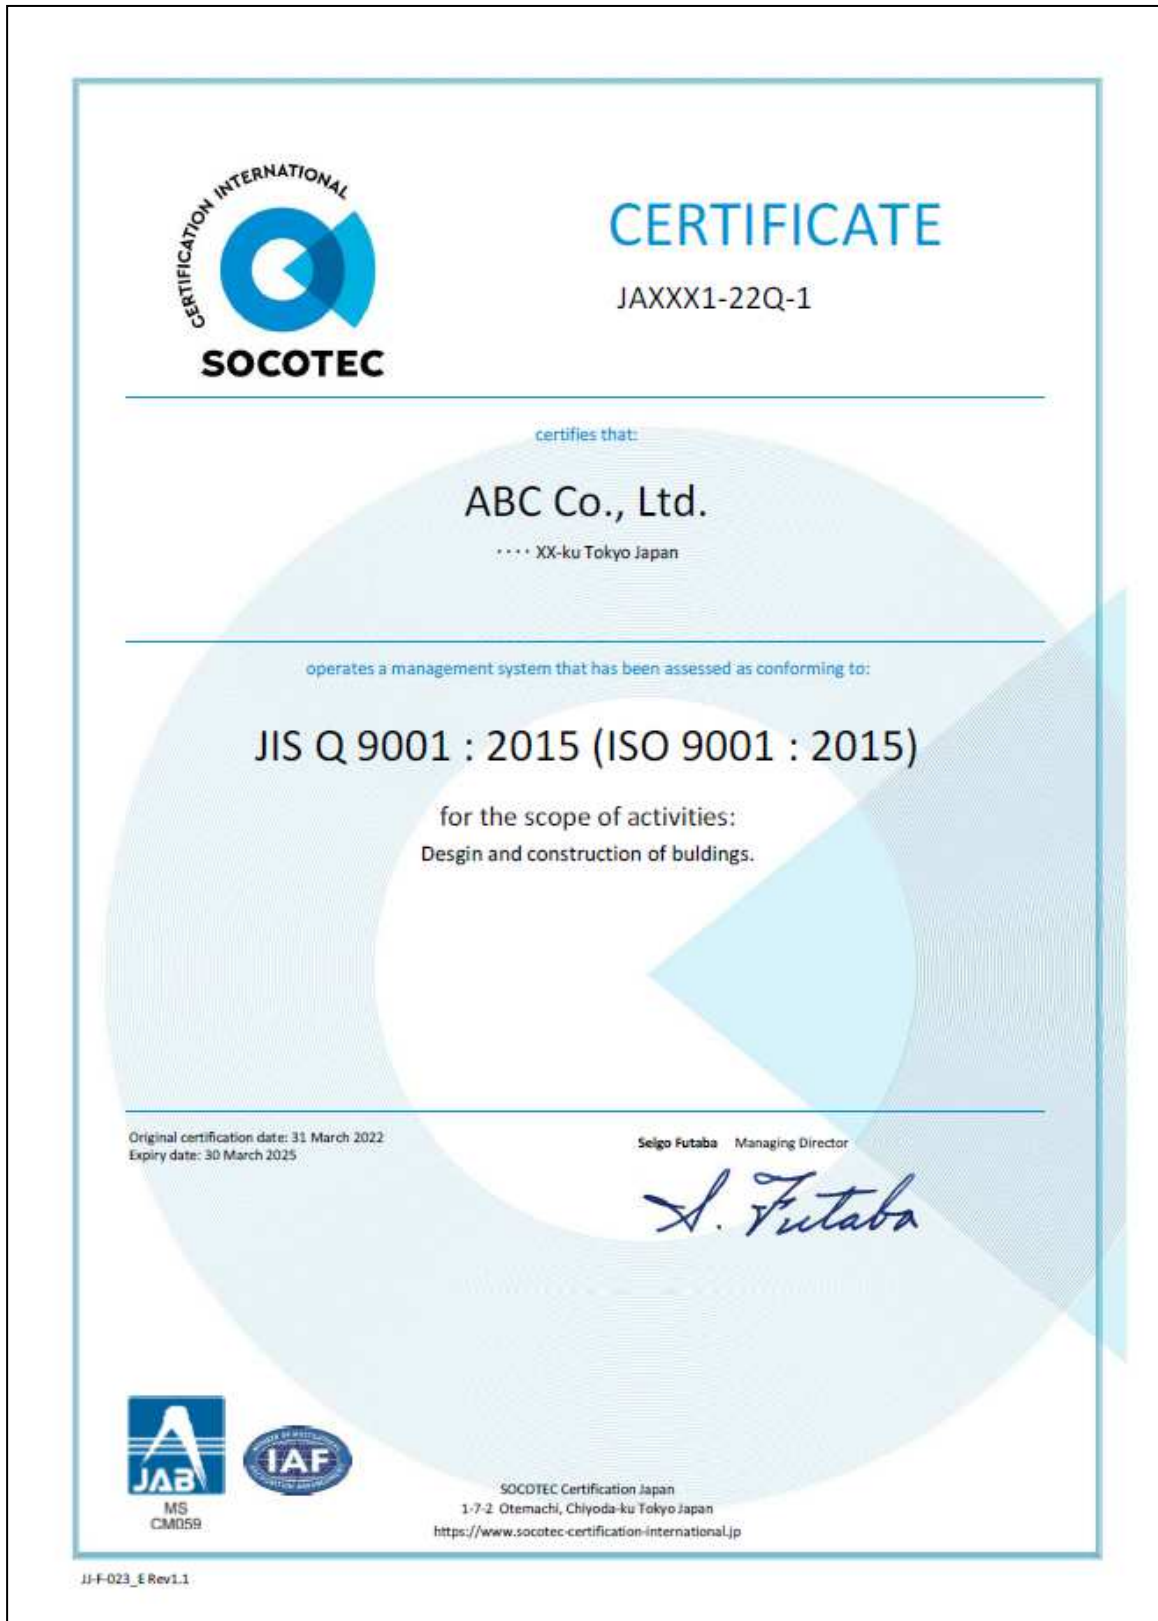 CERTIFICATION INTERNATIONAL
SOCOTEC
CERTIFICATE
JAXXX1-22Q-1
certifies that:
ABC Co., Ltd.
････ XX-ku Tokyo Japan
operates a management system that has been assessed as conforming to:
JIS Q 9001 : 2015 (ISO 9001 : 2015)
for the scope of activities:
Desgin and construction of buldings.
Original certification date: 31 March 2022
Expiry date: 30 March 2025
Seigo Futaba Managing Director
S. Futaba
JAB
MS
CM059
IAF
SOCOTEC Certification Japan
1-7-2 Otemachi, Chiyoda-ku Tokyo Japan
https://www.socotec-certification-international.jp
JJ-F-023_E Rev1.1